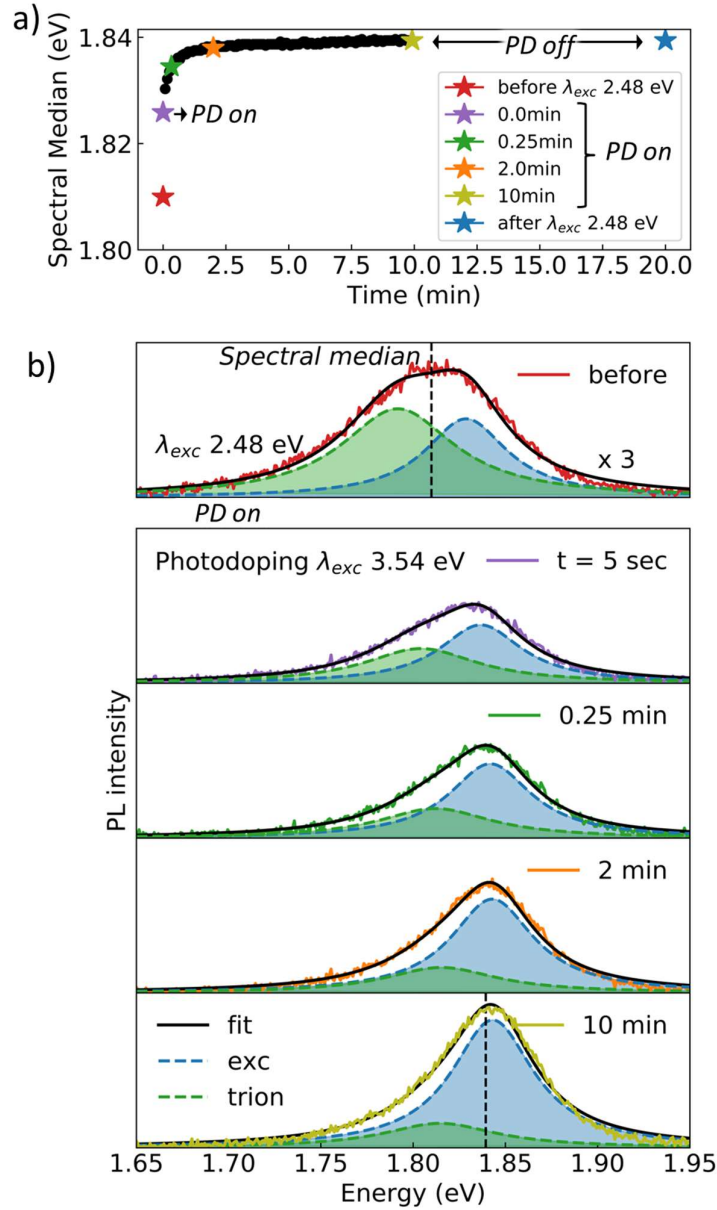 a)
Spectral Median (eV)
1.84
1.82
1.80
PD off
PD on
before λexc 2.48 eV
0.0min
0.25min
2.0min
10min
after λexc 2.48 eV
PD on
0.0 2.5 5.0 7.5 10.0 12.5 15.0 17.5 20.0
Time (min)
b)
Spectral median
before
λexc 2.48 eV
x 3
PD on
Photodoping λexc 3.54 eV
t = 5 sec
0.25 min
PL intensity
2 min
fit
exc
trion
10 min
1.65 1.70 1.75 1.80 1.85 1.90 1.95
Energy (eV)